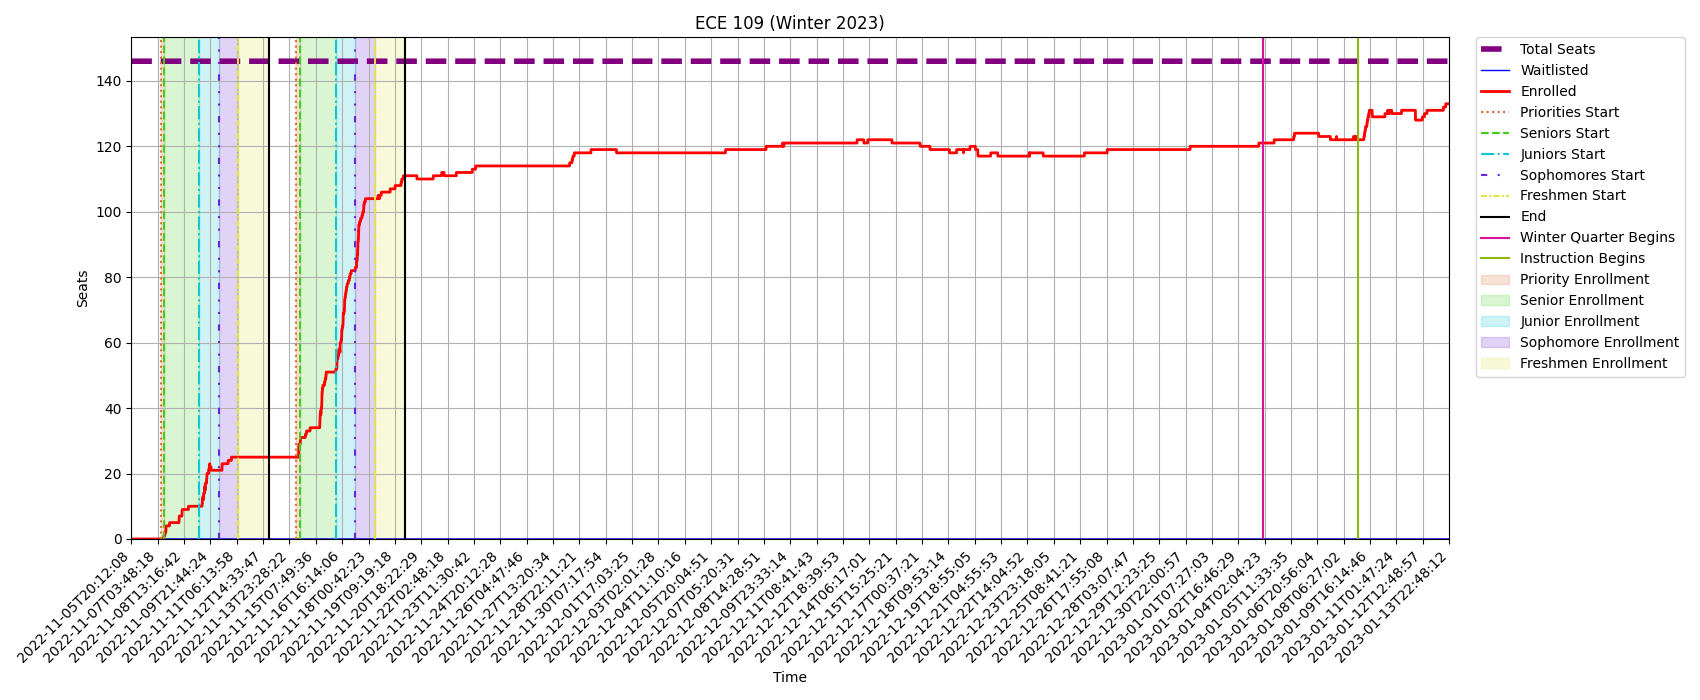 ECE 109 (Winter 2023)
Seats
140
120
100
80
60
40
20
0
2022-11-05T20:12:08
2022-11-07T03:48:18
2022-11-08T13:16:42
2022-11-09T21:44:24
2022-11-11T06:13:58
2022-11-12T14:33:47
2022-11-13T23:28:22
2022-11-15T07:49:36
2022-11-16T16:14:06
2022-11-18T00:42:23
2022-11-19T09:19:18
2022-11-20T18:22:29
2022-11-22T02:48:18
2022-11-23T11:30:42
2022-11-24T20:12:28
2022-11-26T04:47:46
2022-11-27T13:20:34
2022-11-28T22:11:21
2022-11-30T07:17:54
2022-12-01T17:03:25
2022-12-03T02:01:28
2022-12-04T11:10:16
2022-12-05T20:04:51
2022-12-07T05:20:31
2022-12-08T14:28:51
2022-12-09T23:33:14
2022-12-11T08:41:43
2022-12-12T18:39:53
2022-12-14T06:17:01
2022-12-15T15:25:21
2022-12-17T00:37:21
2022-12-18T09:53:14
2022-12-19T18:55:05
2022-12-21T04:55:53
2022-12-22T14:04:52
2022-12-23T23:18:05
2022-12-25T08:41:21
2022-12-26T17:55:08
2022-12-28T03:07:47
2022-12-29T12:23:25
2022-12-30T22:00:57
2023-01-01T07:27:03
2023-01-02T16:46:29
2023-01-04T02:04:23
2023-01-05T11:33:35
2023-01-06T20:56:04
2023-01-08T06:27:02
2023-01-09T16:14:46
2023-01-11T01:47:24
2023-01-12T12:48:57
2023-01-13T22:48:12
Time
Total Seats
Waitlisted
Enrolled
Priorities Start
Seniors Start
Juniors Start
Sophomores Start
Freshmen Start
End
Winter Quarter Begins
Instruction Begins
Priority Enrollment
Senior Enrollment
Junior Enrollment
Sophomore Enrollment
Freshmen Enrollment